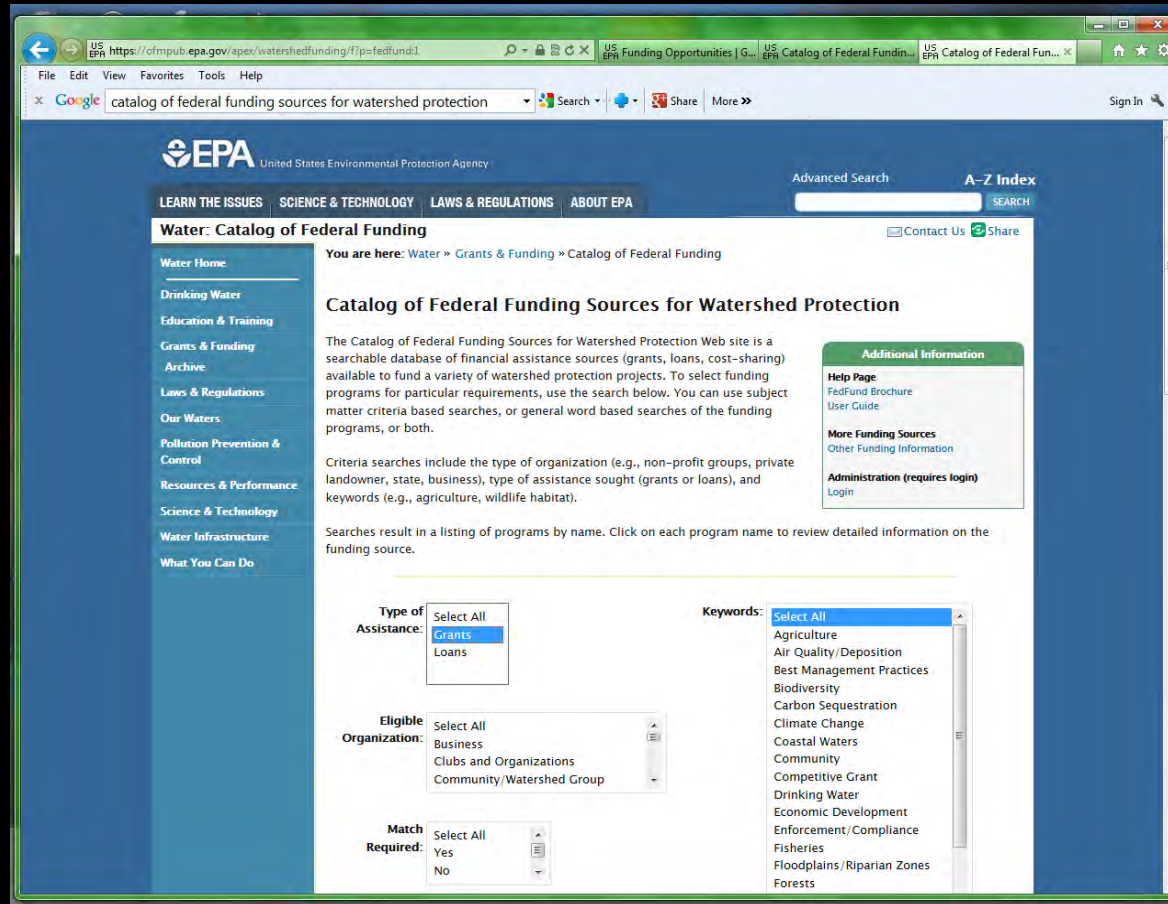 US EPA https://ofmpub.epa.gov/apex/watershedfunding/f?p=fedfund:1
US EPA Funding Opportunities | G...
US EPA Catalog of Federal Fundin...
US EPA Catalog of Federal Fun...
File Edit View Favorites Tools Help
Google catalog of federal funding sources for watershed protection Search Share More »
Sign In
EPA United States Environmental Protection Agency
Advanced Search A-Z Index
LEARN THE ISSUES SCIENCE & TECHNOLOGY LAWS & REGULATIONS ABOUT EPA
SEARCH
Water: Catalog of Federal Funding
Contact Us Share
Water Home
Drinking Water
Education & Training
Grants & Funding
Archive
Laws & Regulations
Our Waters
Pollution Prevention &
Control
Resources & Performance
Science & Technology
Water Infrastructure
What You Can Do
You are here: Water » Grants & Funding » Catalog of Federal Funding
Catalog of Federal Funding Sources for Watershed Protection
The Catalog of Federal Funding Sources for Watershed Protection Web site is a
searchable database of financial assistance sources (grants, loans, cost-sharing)
available to fund a variety of watershed protection projects. To select funding
programs for particular requirements, use the search below. You can use subject
matter criteria based searches, or general word based searches of the funding
programs, or both.
Criteria searches include the type of organization (e.g., non-profit groups, private
landowner, state, business), type of assistance sought (grants or loans), and
keywords (e.g., agriculture, wildlife habitat).
Searches result in a listing of programs by name. Click on each program name to review detailed information on the
funding source.
Additional Information
Help Page
FedFund Brochure
User Guide
More Funding Sources
Other Funding Information
Administration (requires login)
Login
Type of
Assistance:
Select All
Grants
Loans
Eligible
Organization:
Select All
Business
Clubs and Organizations
Community/Watershed Group
Match
Required:
Select All
Yes
No
Keywords:
Select All
Agriculture
Air Quality/Deposition
Best Management Practices
Biodiversity
Carbon Sequestration
Climate Change
Coastal Waters
Community
Competitive Grant
Drinking Water
Economic Development
Enforcement/Compliance
Fisheries
Floodplains/Riparian Zones
Forests